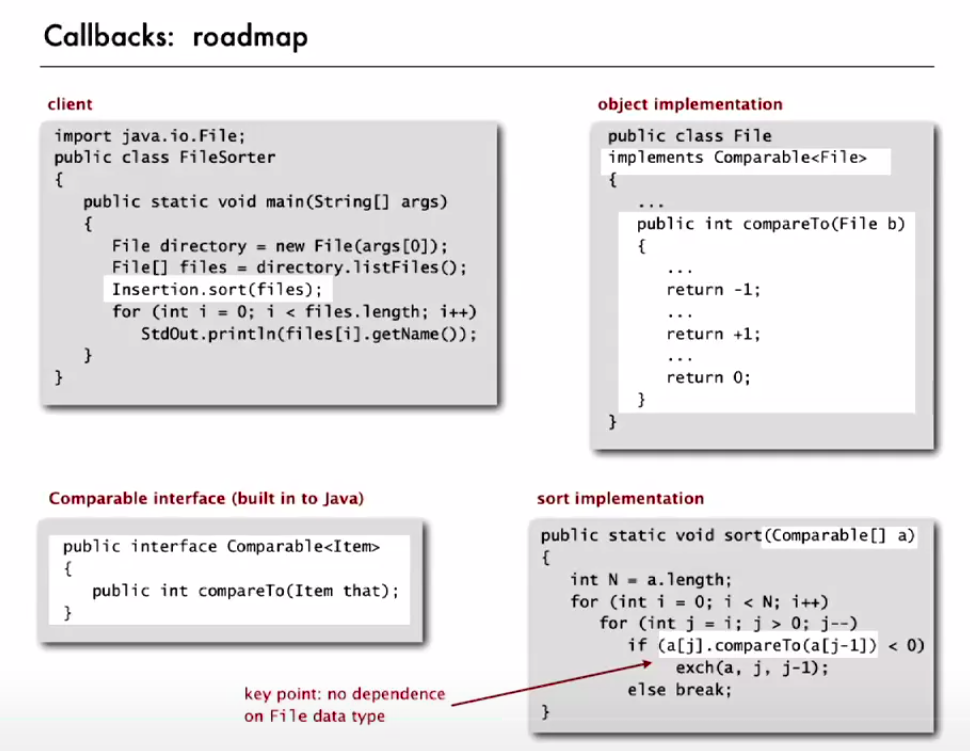 Callbacks: roadmap
client
import java.io.File;
public class FileSorter
{
public static void main(String[] args)
{
File directory = new File(args[0]);
File[] files = directory.listFiles();
Insertion.sort(files);
for (int i = 0; i < files.length; i++)
StdOut.println(files[i].getName());
}
}
object implementation
public class File
implements Comparable<File>
{
...
public int compareTo(File b)
{
...
return -1;
...
return +1;
...
return 0;
}
}
Comparable interface (built in to Java)
public interface Comparable<Item>
{
public int compareTo(Item that);
}
key point: no dependence
on File data type
sort implementation
public static void sort(Comparable[] a)
{
int N = a.length;
for (int i = 0; i < N; i++)
for (int j = i; j > 0; j--)
if (a[j].compareTo(a[j-1]) < 0)
exch(a, j, j-1);
else break;
}